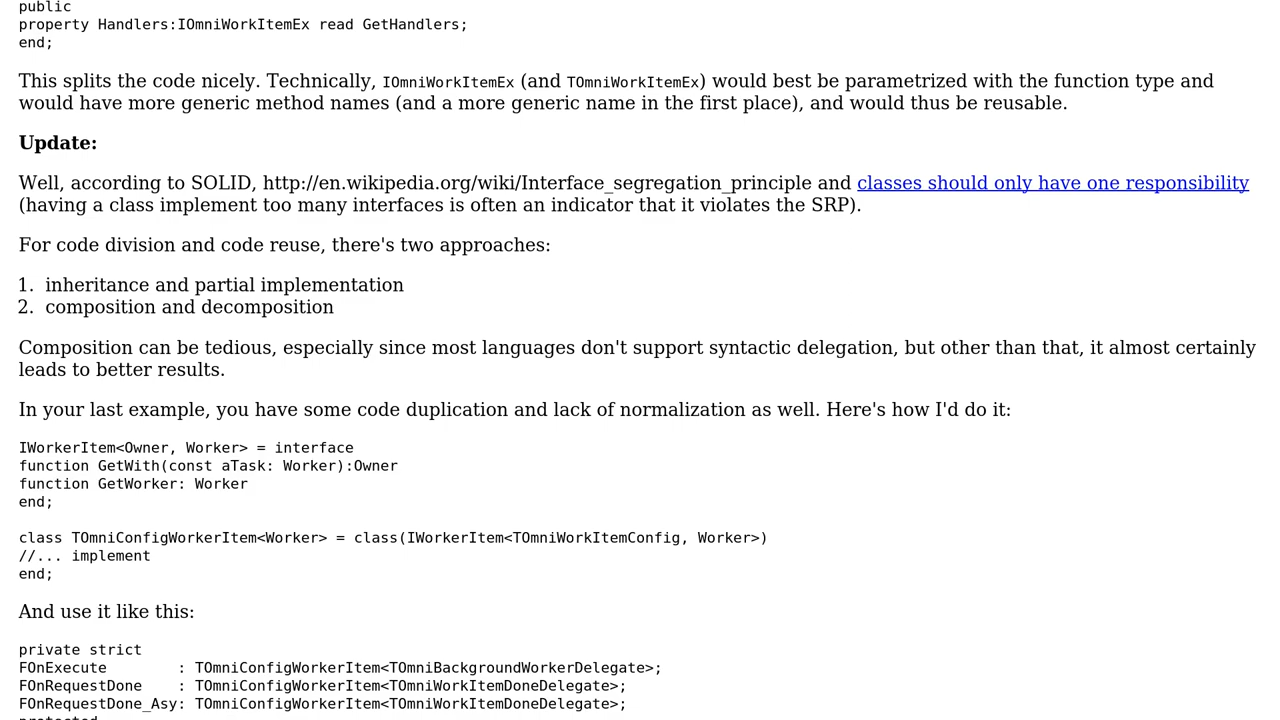 public
property Handlers:IOmniWorkItemEx read GetHandlers;
end;
This splits the code nicely. Technically, IOmniWorkItemEx (and TOmniWorkItemEx) would best be parametrized with the function type and
would have more generic method names (and a more generic name in the first place), and would thus be reusable.
Update:
Well, according to SOLID, http://en.wikipedia.org/wiki/Interface_segregation_principle and classes should only have one responsibility
(having a class implement too many interfaces is often an indicator that it violates the SRP).
For code division and code reuse, there's two approaches:
1. inheritance and partial implementation
2. composition and decomposition
Composition can be tedious, especially since most languages don't support syntactic delegation, but other than that, it almost certainly
leads to better results.
In your last example, you have some code duplication and lack of normalization as well. Here's how I'd do it:
IWorkerItem<Owner, Worker> = interface
function GetWith(const aTask: Worker):Owner
function GetWorker: Worker
end;
class TOmniConfigWorkerItem<Worker> = class(IWorkerItem<TOmniWorkItemConfig, Worker>)
//... implement
end;
And use it like this:
private strict
FOnExecute        : TOmniConfigWorkerItem<TOmniBackgroundWorkerDelegate>;
FOnRequestDone    : TOmniConfigWorkerItem<TOmniWorkItemDoneDelegate>;
FOnRequestDone_Asy: TOmniConfigWorkerItem<TOmniWorkItemDoneDelegate>;